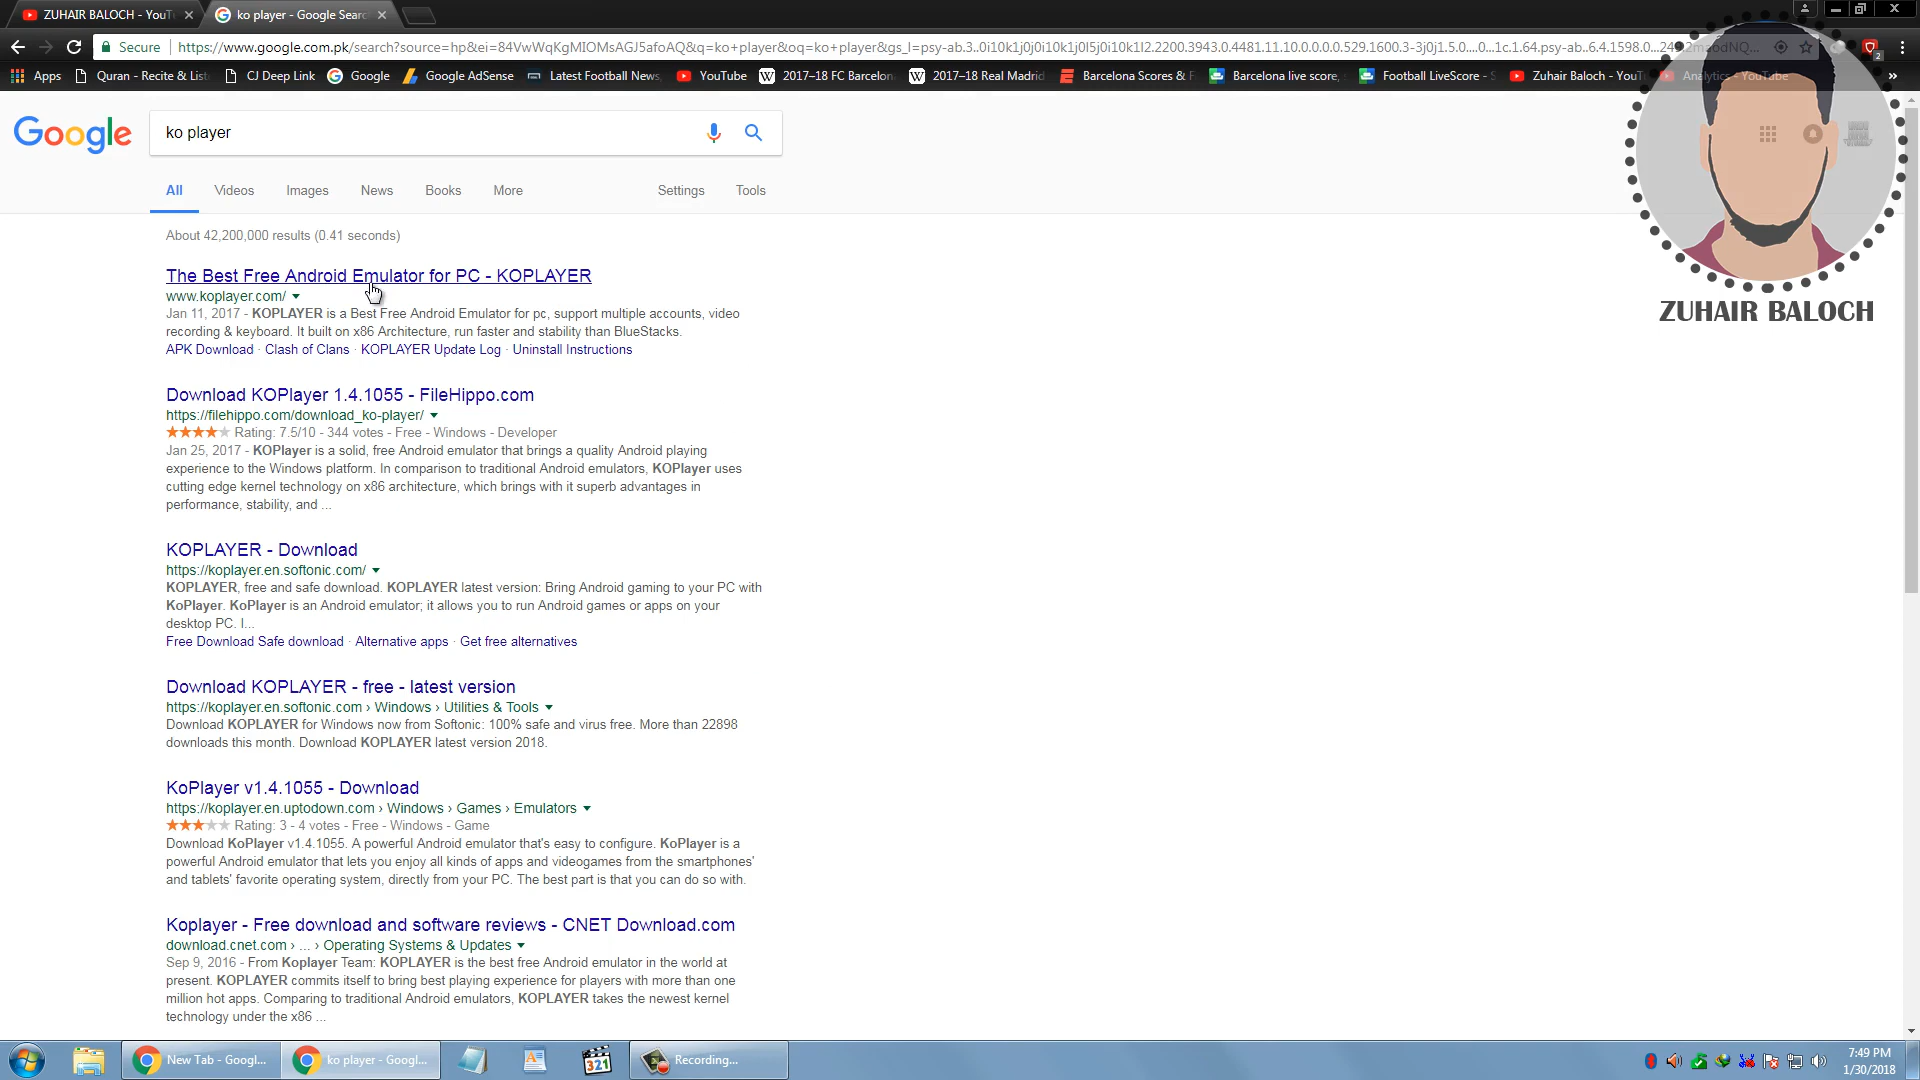 ZUHAIR BALOCH - YouT
ko player - Google Searc
Secure
https://www.google.com.pk/search?source=hp&ei=84VwWqKgMIOMsAGJ5afoAQ&q=ko+player&oq=ko+player&gs_l=psy-ab.3..0i10k1j0j0i10k1j0l5j0i10k1l2.2200.3943.0.4481.11.10.0.0.0.0.529.1600.3-3j0j1.5.0....0...1c.1.64.psy-ab..6.4.1598.0...
2
Apps
Quran - Recite & List
CJ Deep Link
Google
Google AdSense
Latest Football News,
YouTube
2017–18 FC Barcelon
2017–18 Real Madrid
Barcelona Scores & F
Barcelona live score,
Football LiveScore - S
Zuhair Baloch - YouT
Analytics - YouTube
»
Google
ko player
All
Videos
Images
News
Books
More
Settings
Tools
ZUHAIR BALOCH
About 42,200,000 results (0.41 seconds)
The Best Free Android Emulator for PC - KOPLAYER
www.koplayer.com/
Jan 11, 2017 - KOPLAYER is a Best Free Android Emulator for pc, support multiple accounts, video
recording & keyboard. It built on x86 Architecture, run faster and stability than BlueStacks.
APK Download · Clash of Clans · KOPLAYER Update Log · Uninstall Instructions
Download KOPlayer 1.4.1055 - FileHippo.com
https://filehippo.com/download_ko-player/
Rating: 7.5/10 - 344 votes - Free - Windows - Developer
Jan 25, 2017 - KOPlayer is a solid, free Android emulator that brings a quality Android playing
experience to the Windows platform. In comparison to traditional Android emulators, KOPlayer uses
cutting edge kernel technology on x86 architecture, which brings with it superb advantages in
performance, stability, and ...
KOPLAYER - Download
https://koplayer.en.softonic.com/
KOPLAYER, free and safe download. KOPLAYER latest version: Bring Android gaming to your PC with
KoPlayer. KoPlayer is an Android emulator; it allows you to run Android games or apps on your
desktop PC. I...
Free Download Safe download · Alternative apps · Get free alternatives
Download KOPLAYER - free - latest version
https://koplayer.en.softonic.com › Windows › Utilities & Tools
Download KOPLAYER for Windows now from Softonic: 100% safe and virus free. More than 22898
downloads this month. Download KOPLAYER latest version 2018.
KoPlayer v1.4.1055 - Download
https://koplayer.en.uptodown.com › Windows › Games › Emulators
Rating: 3 - 4 votes - Free - Windows - Game
Download KoPlayer v1.4.1055. A powerful Android emulator that's easy to configure. KoPlayer is a
powerful Android emulator that lets you enjoy all kinds of apps and videogames from the smartphones'
and tablets' favorite operating system, directly from your PC. The best part is that you can do so with.
Koplayer - Free download and software reviews - CNET Download.com
download.cnet.com › ... › Operating Systems & Updates
Sep 9, 2016 - From Koplayer Team: KOPLAYER is the best free Android emulator in the world at
present. KOPLAYER commits itself to bring best playing experience for players with more than one
million hot apps. Comparing to traditional Android emulators, KOPLAYER takes the newest kernel
technology under the x86 ...
New Tab - Googl...
ko player - Googl...
321
Recording...
7:49 PM
1/30/2018